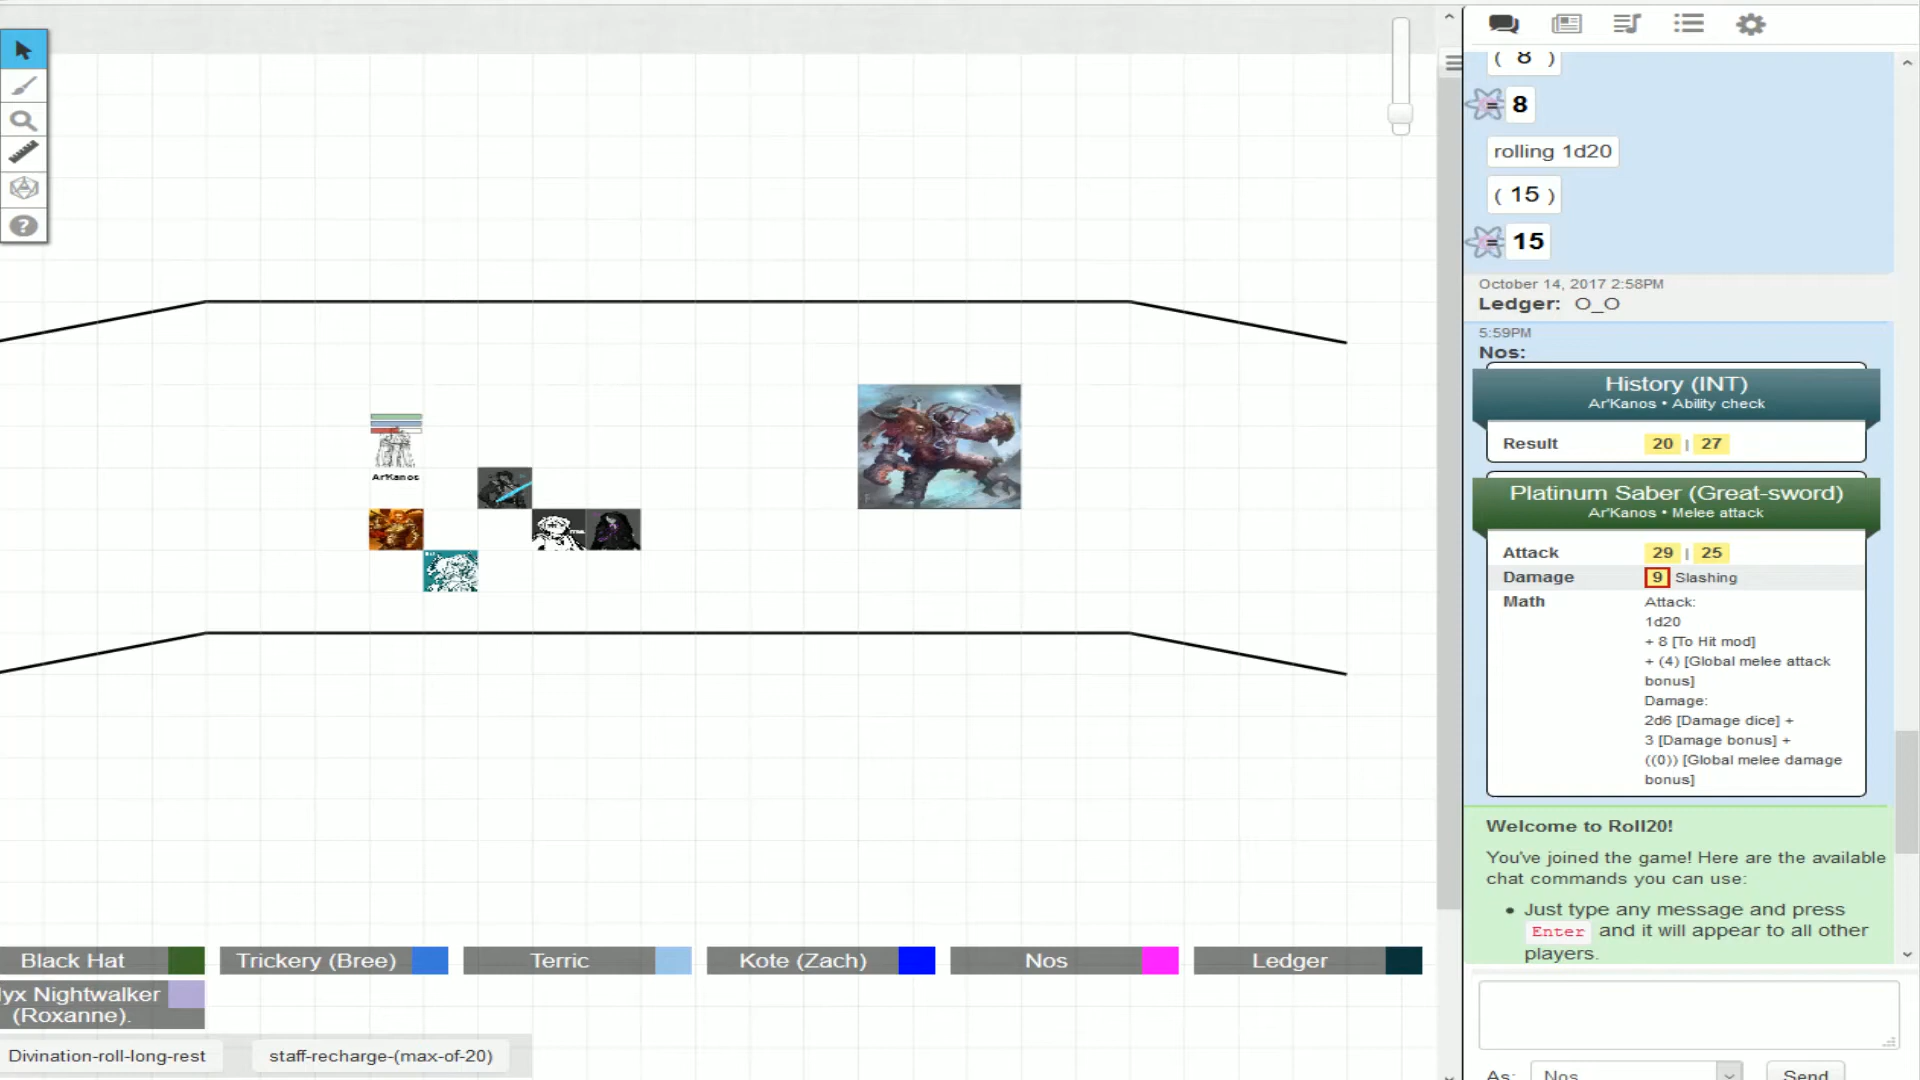 Ar'Kanos
Black Hat
Trickery (Bree)
Terric
Kote (Zach)
Nos
Ledger
yx Nightwalker
(Roxanne).
Divination-roll-long-rest
staff-recharge-(max-of-20)
( 8 )
= 8
rolling 1d20
( 15 )
= 15
October 14, 2017 2:58PM
Ledger: O_O
5:59PM
Nos:
History (INT)
Ar'Kanos • Ability check
Result 20 | 27
Platinum Saber (Great-sword)
Ar'Kanos • Melee attack
Attack 29 | 25
Damage 9 Slashing
Math Attack:
1d20
+ 8 [To Hit mod]
+ (4) [Global melee attack
bonus]
Damage:
2d6 [Damage dice] +
3 [Damage bonus] +
((0)) [Global melee damage
bonus]
Welcome to Roll20!
You've joined the game! Here are the available
chat commands you can use:
• Just type any message and press
Enter and it will appear to all other
players.
As: Nos Send